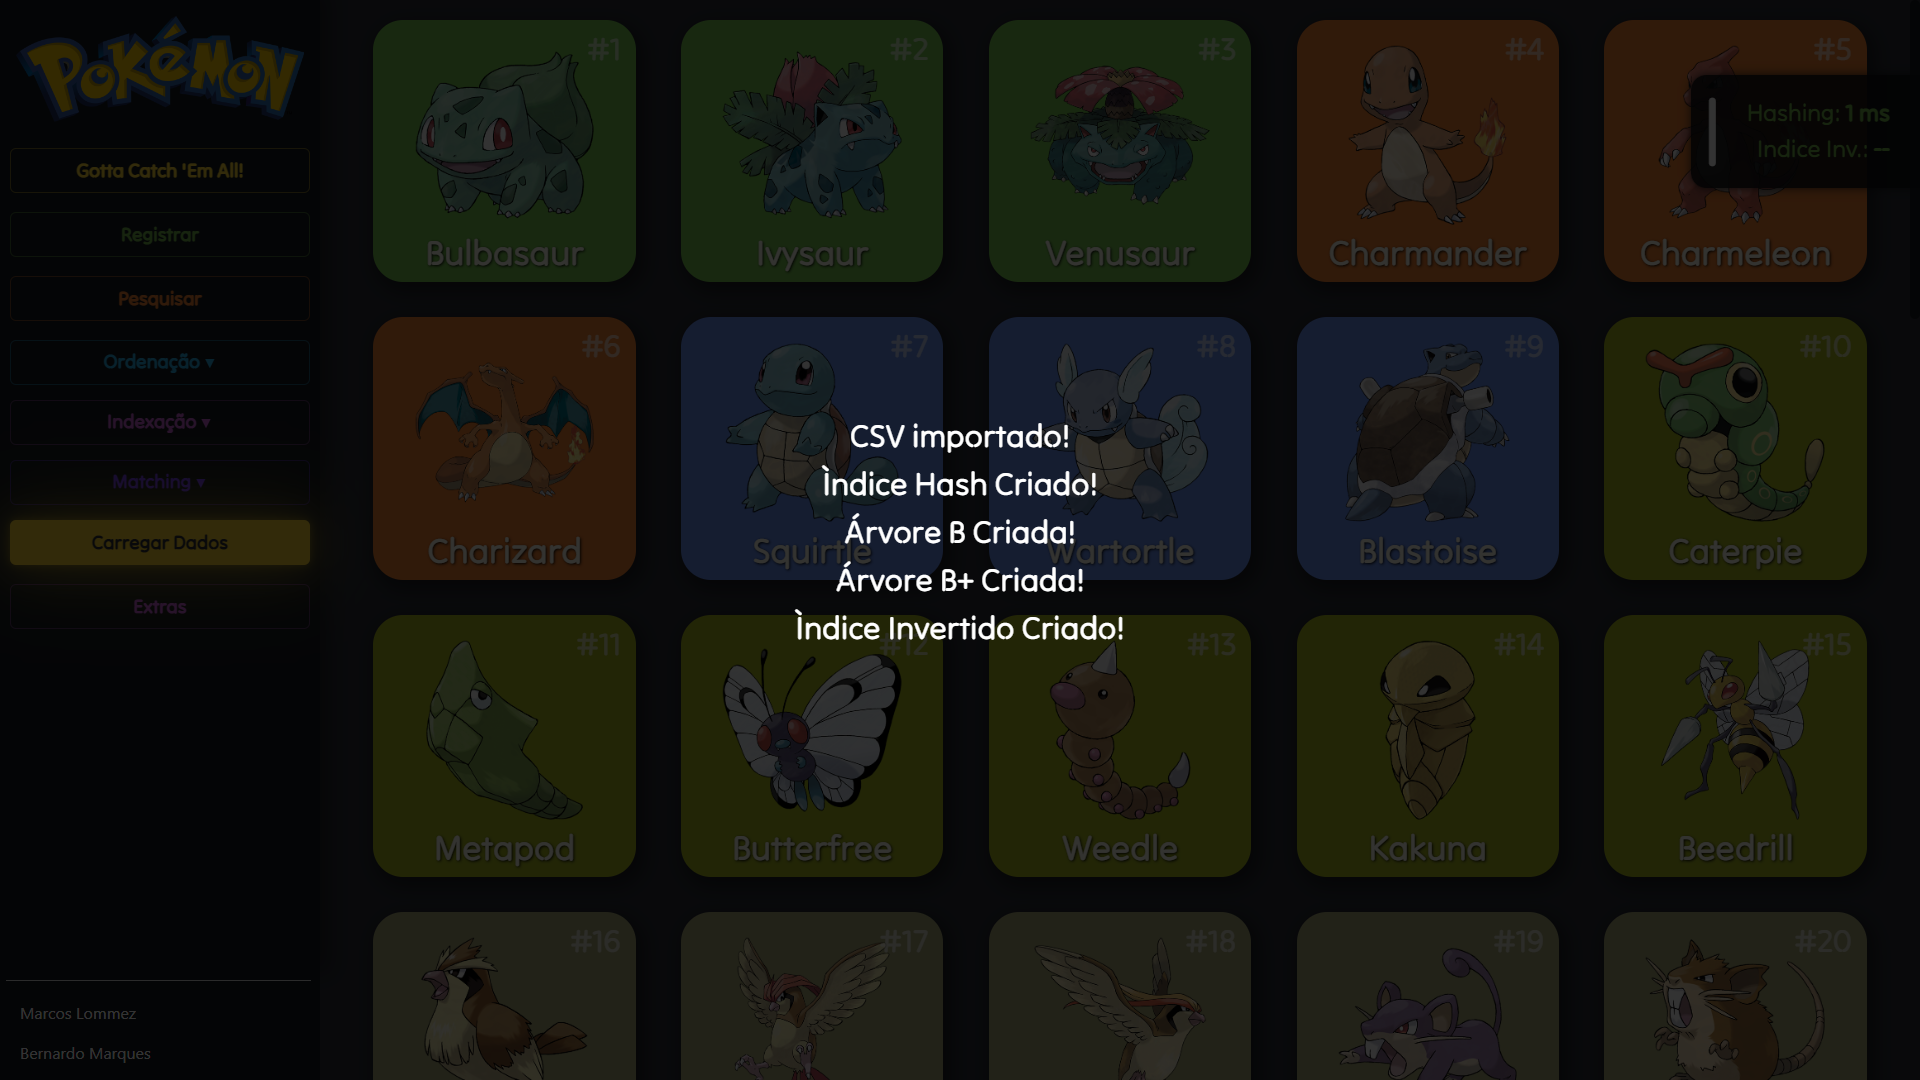 Pokémon
Gotta Catch 'Em All!
Registrar
Pesquisar
Ordenação ▾
Indexação ▾
Matching ▾
Carregar Dados
Extras
Marcos Lommez
Bernardo Marques
#1
Bulbasaur
#2
Ivysaur
#3
Venusaur
#4
Charmander
#5
Charmeleon
Hashing: 1 ms
Indice Inv.: --
#6
Charizard
#7
Squirtle
#8
Wartortle
#9
Blastoise
#10
Caterpie
CSV importado!
Ìndice Hash Criado!
Árvore B Criada!
Árvore B+ Criada!
Ìndice Invertido Criado!
#11
Metapod
#12
Butterfree
#13
Weedle
#14
Kakuna
#15
Beedrill
#16
#17
#18
#19
#20